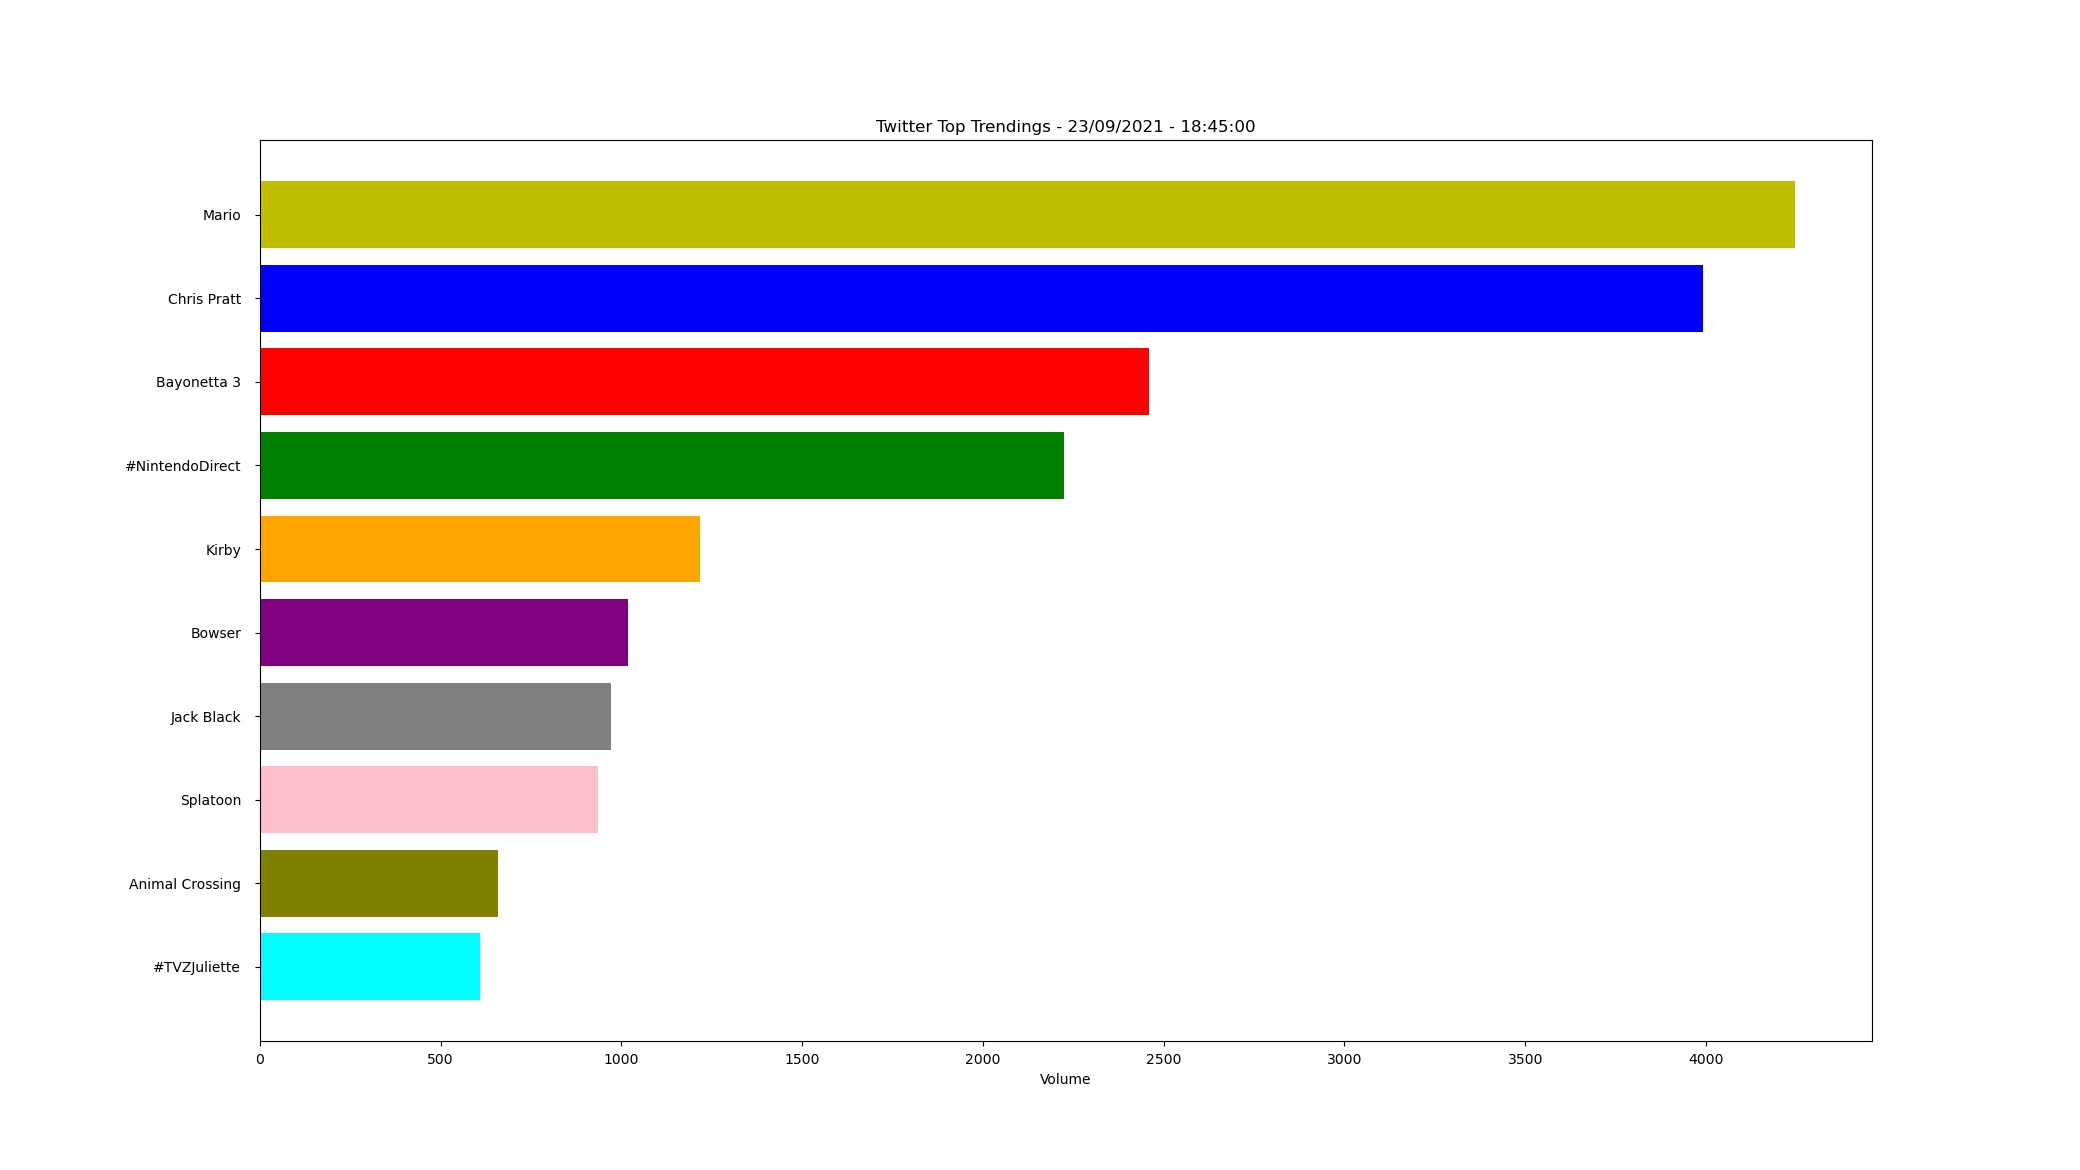 Twitter Top Trendings - 23/09/2021 - 18:45:00
Mario
Chris Pratt
Bayonetta 3
#NintendoDirect
Kirby
Bowser
Jack Black
Splatoon
Animal Crossing
#TVZJuliette
0 500 1000 1500 2000 2500 3000 3500 4000
Volume